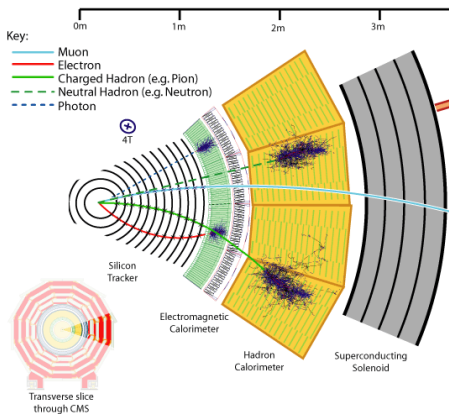 0m
1m
2m
3m
Key:
Muon
Electron
Charged Hadron (e.g. Pion)
Neutral Hadron (e.g. Neutron)
Photon
4T
Silicon
Tracker
Electromagnetic
Calorimeter
Hadron
Calorimeter
Superconducting
Solenoid
Transverse slice
through CMS